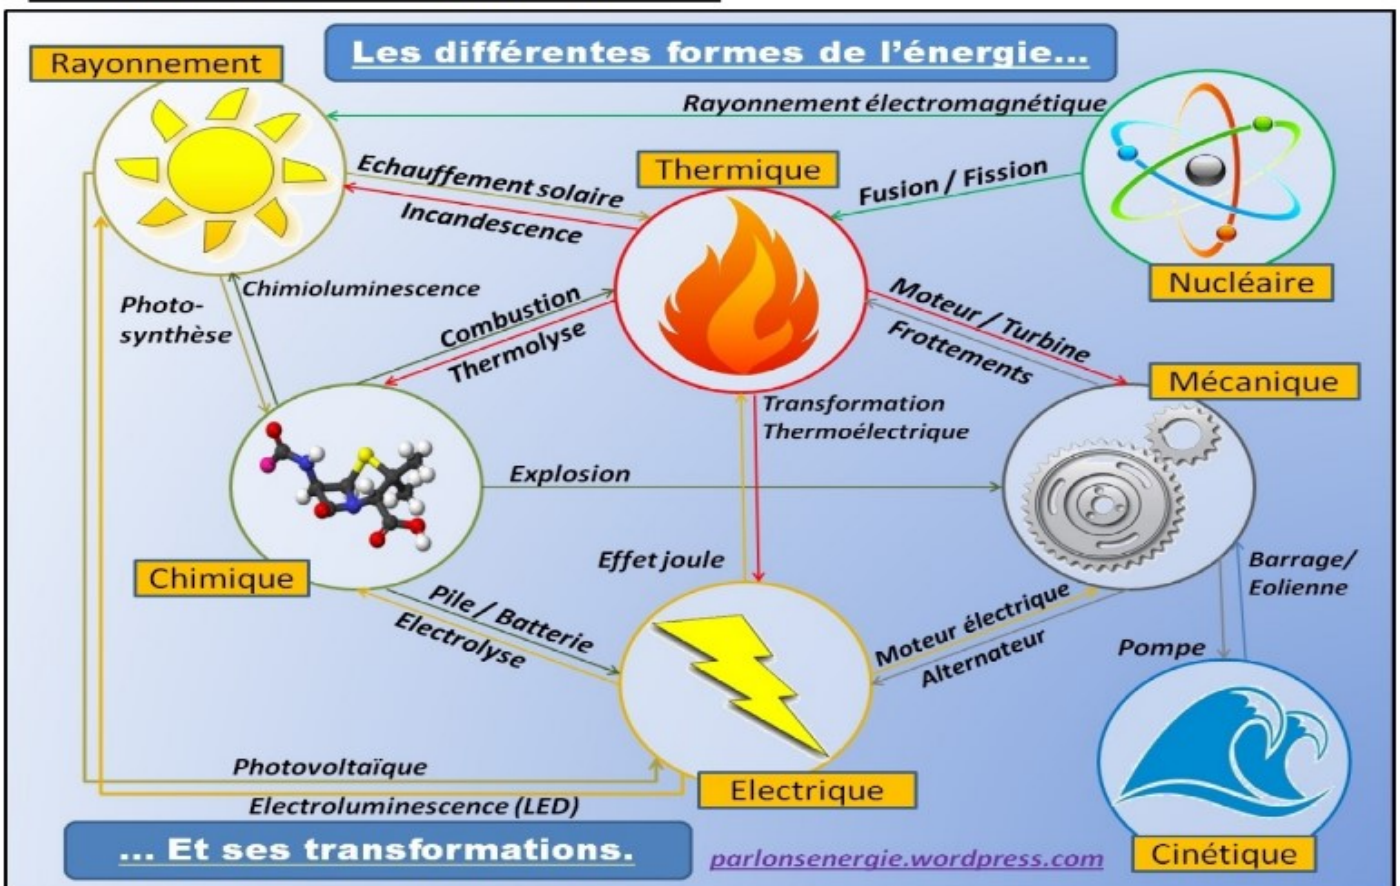 Les différentes formes de l'énergie...
Rayonnement
Rayonnement électromagnétique
Echauffement solaire
Incandescence
Thermique
Fusion / Fission
Nucléaire
Photo-
synthèse
Chimioluminescence
Combustion
Thermolyse
Moteur / Turbine
Frottements
Mécanique
Transformation
Thermoélectrique
Explosion
Effet joule
Chimique
Pile / Batterie
Electrolyse
Moteur électrique
Alternateur
Barrage/
Eolienne
Pompe
Photovoltaïque
Electroluminescence (LED)
Electrique
... Et ses transformations.
parlonsenergie.wordpress.com
Cinétique